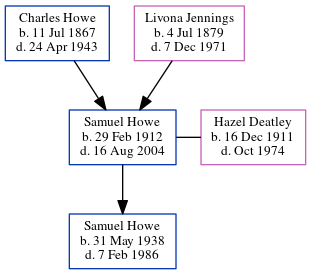 Charles Howe
b. 11 Jul 1867
d. 24 Apr 1943
Livona Jennings
b. 4 Jul 1879
d. 7 Dec 1971
Samuel Howe
b. 29 Feb 1912
d. 16 Aug 2004
Hazel Deatley
b. 16 Dec 1911
d. Oct 1974
Samuel Howe
b. 31 May 1938
d. 7 Feb 1986